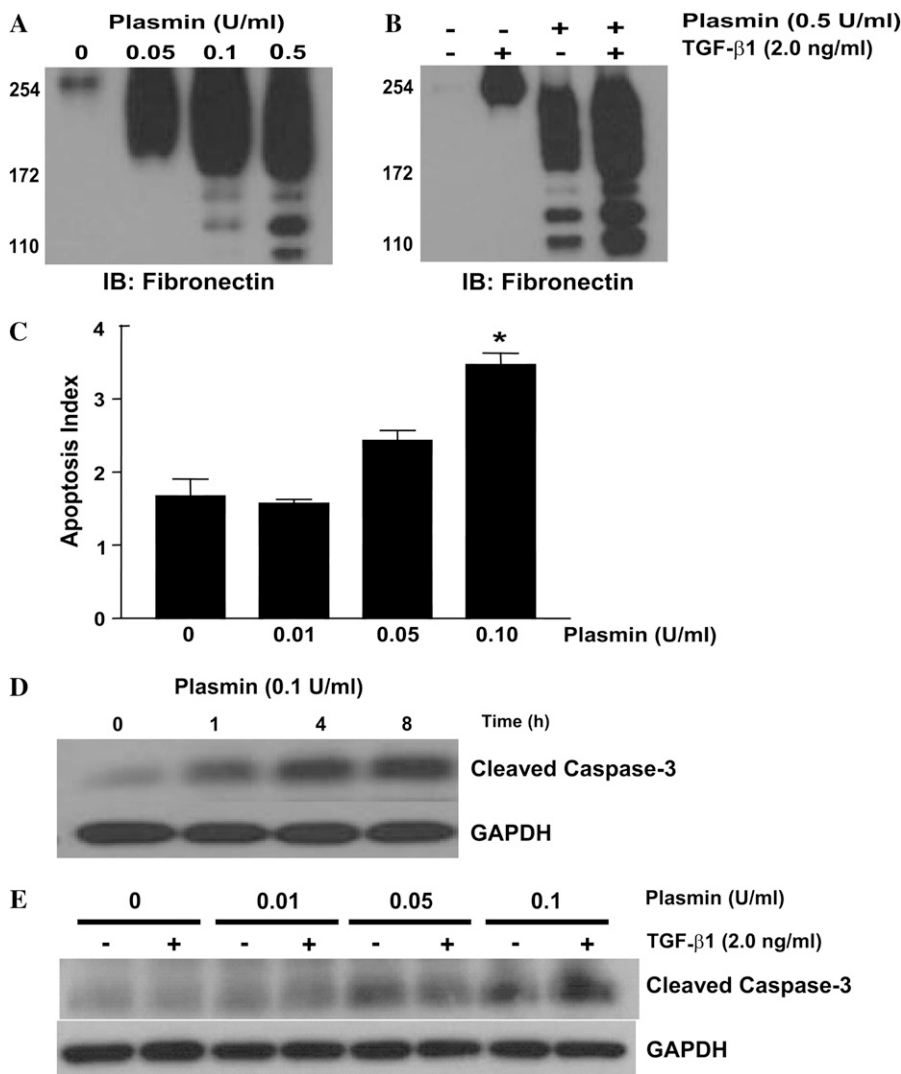 A
Plasmin (U/ml)
0 0.05 0.1 0.5
254
172
110
IB: Fibronectin
B
- - + + Plasmin (0.5 U/ml)
- + - + TGF-β1 (2.0 ng/ml)
254
172
110
IB: Fibronectin
C
Apoptosis Index
4
3
2
1
0
*
0 0.01 0.05 0.10 Plasmin (U/ml)
D
Plasmin (0.1 U/ml)
0 1 4 8 Time (h)
Cleaved Caspase-3
GAPDH
E
0 0.01 0.05 0.1 Plasmin (U/ml)
- + - + - + - + TGF-β1 (2.0 ng/ml)
Cleaved Caspase-3
GAPDH